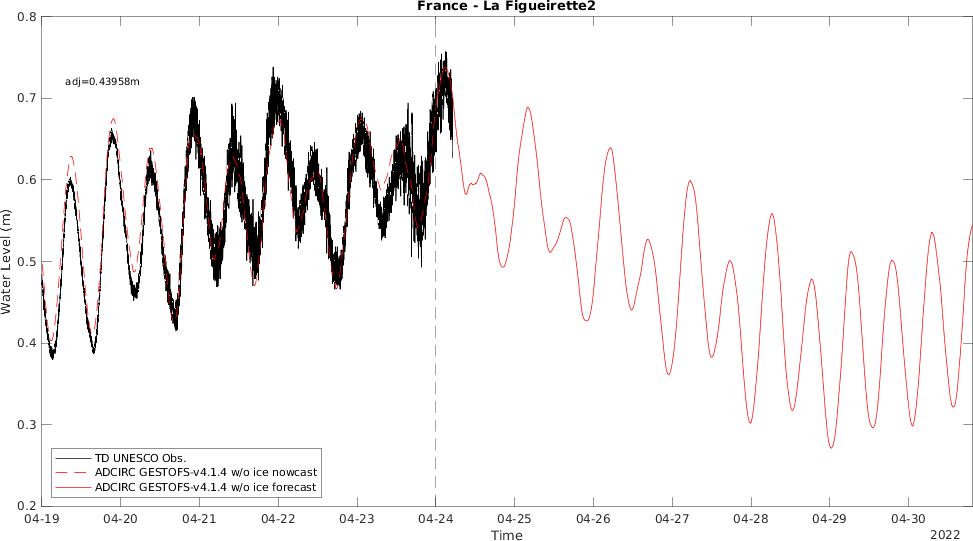 France - La Figueirette2
0.8
0.7
0.6
0.5
0.4
0.3
0.2
Water Level (m)
adj=0.43958m
TD UNESCO Obs.
ADCIRC GESTOFS-v4.1.4 w/o ice nowcast
ADCIRC GESTOFS-v4.1.4 w/o ice forecast
04-19 04-20 04-21 04-22 04-23 04-24 04-25 04-26 04-27 04-28 04-29 04-30
Time
2022